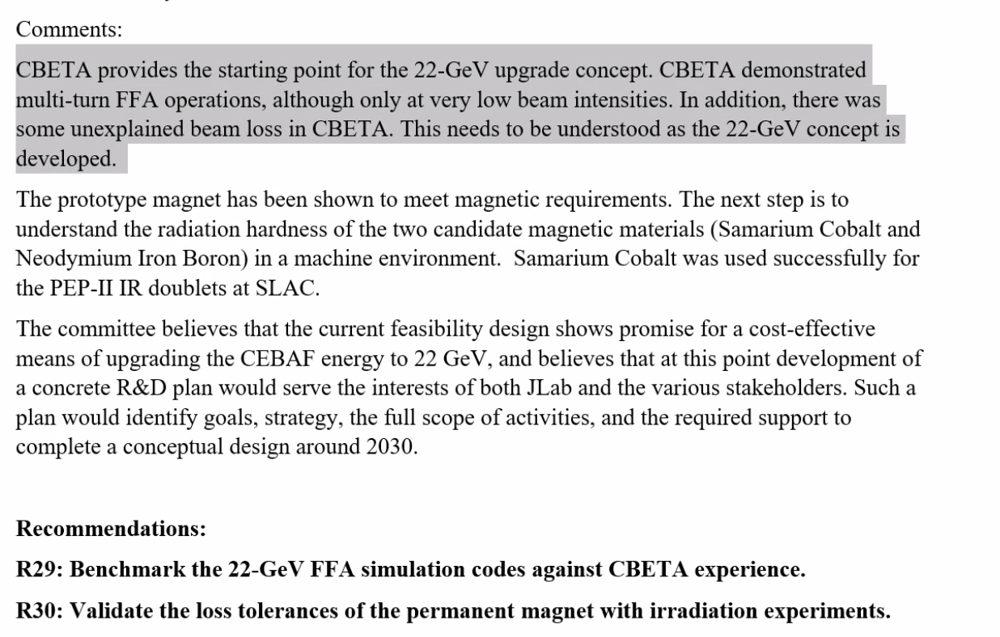 Comments:
CBETA provides the starting point for the 22-GeV upgrade concept. CBETA demonstrated
multi-turn FFA operations, although only at very low beam intensities. In addition, there was
some unexplained beam loss in CBETA. This needs to be understood as the 22-GeV concept is
developed.
The prototype magnet has been shown to meet magnetic requirements. The next step is to
understand the radiation hardness of the two candidate magnetic materials (Samarium Cobalt and
Neodymium Iron Boron) in a machine environment.  Samarium Cobalt was used successfully for
the PEP-II IR doublets at SLAC.
The committee believes that the current feasibility design shows promise for a cost-effective
means of upgrading the CEBAF energy to 22 GeV, and believes that at this point development of
a concrete R&D plan would serve the interests of both JLab and the various stakeholders. Such a
plan would identify goals, strategy, the full scope of activities, and the required support to
complete a conceptual design around 2030.
Recommendations:
R29: Benchmark the 22-GeV FFA simulation codes against CBETA experience.
R30: Validate the loss tolerances of the permanent magnet with irradiation experiments.